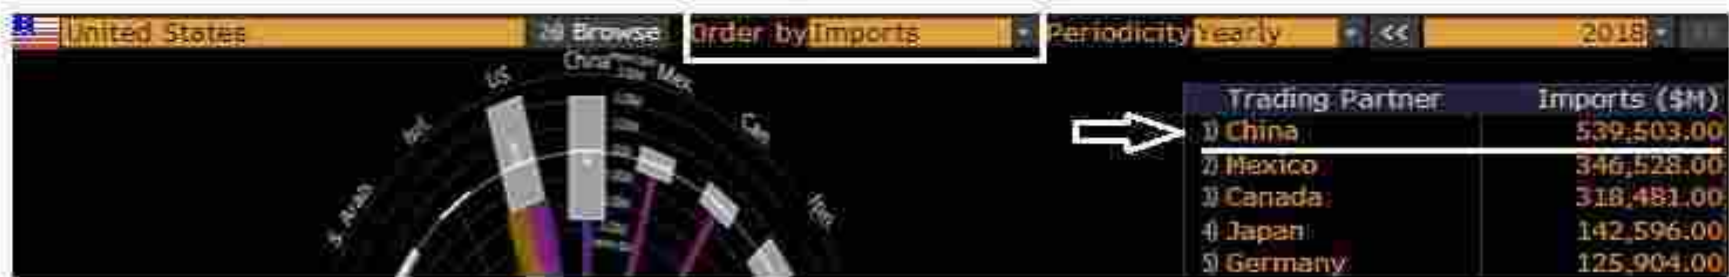 United States Browse Order by Imports Periodicity Yearly << 2018
US China Mex
Trading Partner Imports ($M)
1) China 539,503.00
2) Mexico 346,528.00
3) Canada 318,481.00
4) Japan 142,596.00
5) Germany 125,904.00
S. Arab